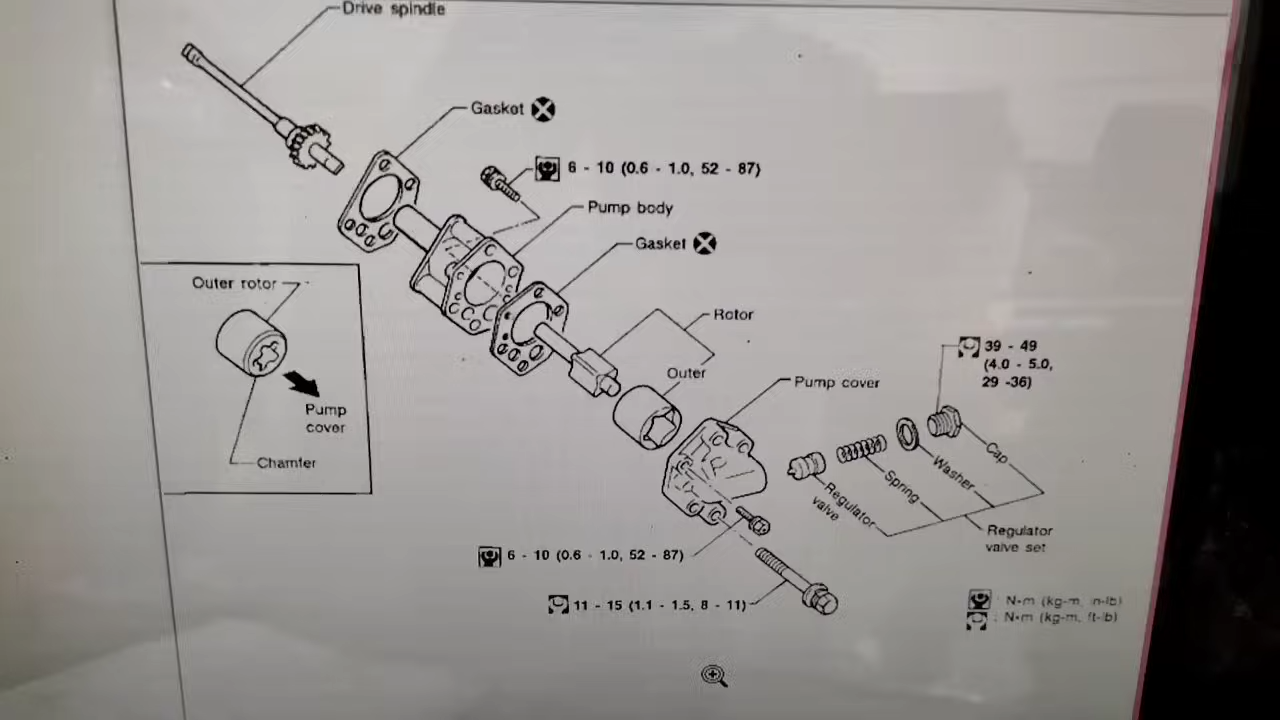 Drive spindle
Gasket
6 - 10 (0.6 - 1.0, 52 - 87)
Pump body
Gasket
Outer rotor
Rotor
Outer
39 - 49
(4.0 - 5.0,
29 -36)
Pump cover
Pump
cover
Chamfer
Cap
Washer
Spring
Regulator
valve
Regulator
valve set
6 - 10 (0.6 - 1.0, 52 - 87)
11 - 15 (1.1 - 1.5, 8 - 11)
: N•m (kg-m, in-lb)
: N•m (kg-m, ft-lb)